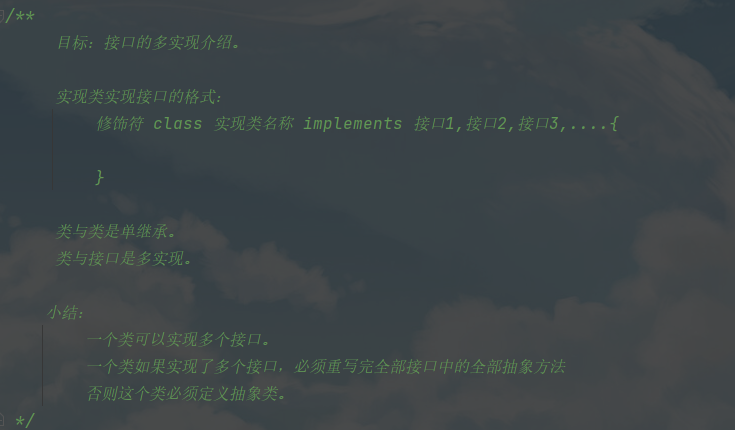 /**
目标：接口的多实现介绍。
实现类实现接口的格式：
修饰符 class 实现类名称 implements 接口1,接口2,接口3,....{
}
类与类是单继承。
类与接口是多实现。
小结：
一个类可以实现多个接口。
一个类如果实现了多个接口，必须重写完全部接口中的全部抽象方法
否则这个类必须定义抽象类。
*/